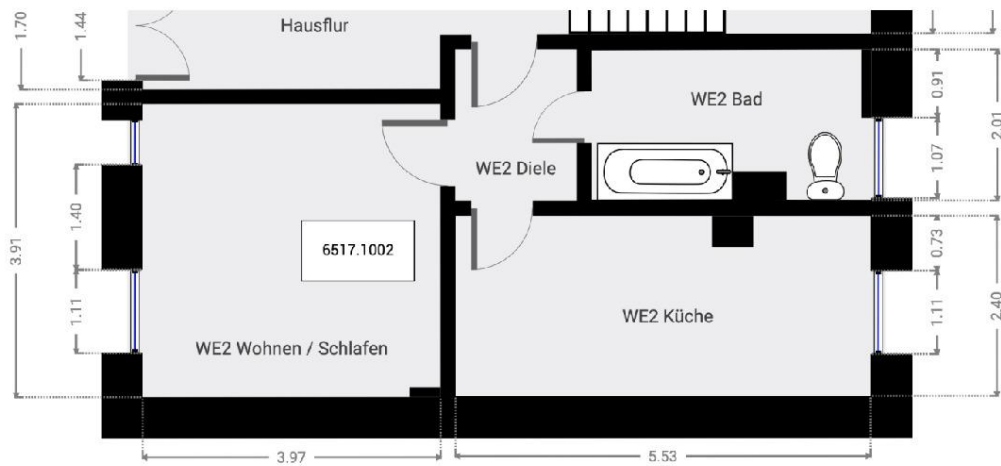 1.70
1.44
Hausflur
WE2 Bad
0.91
2.01
1.07
WE2 Diele
3.91
1.40
6517.1002
0.73
1.11
WE2 Küche
1.11
2.40
WE2 Wohnen / Schlafen
3.97
5.53